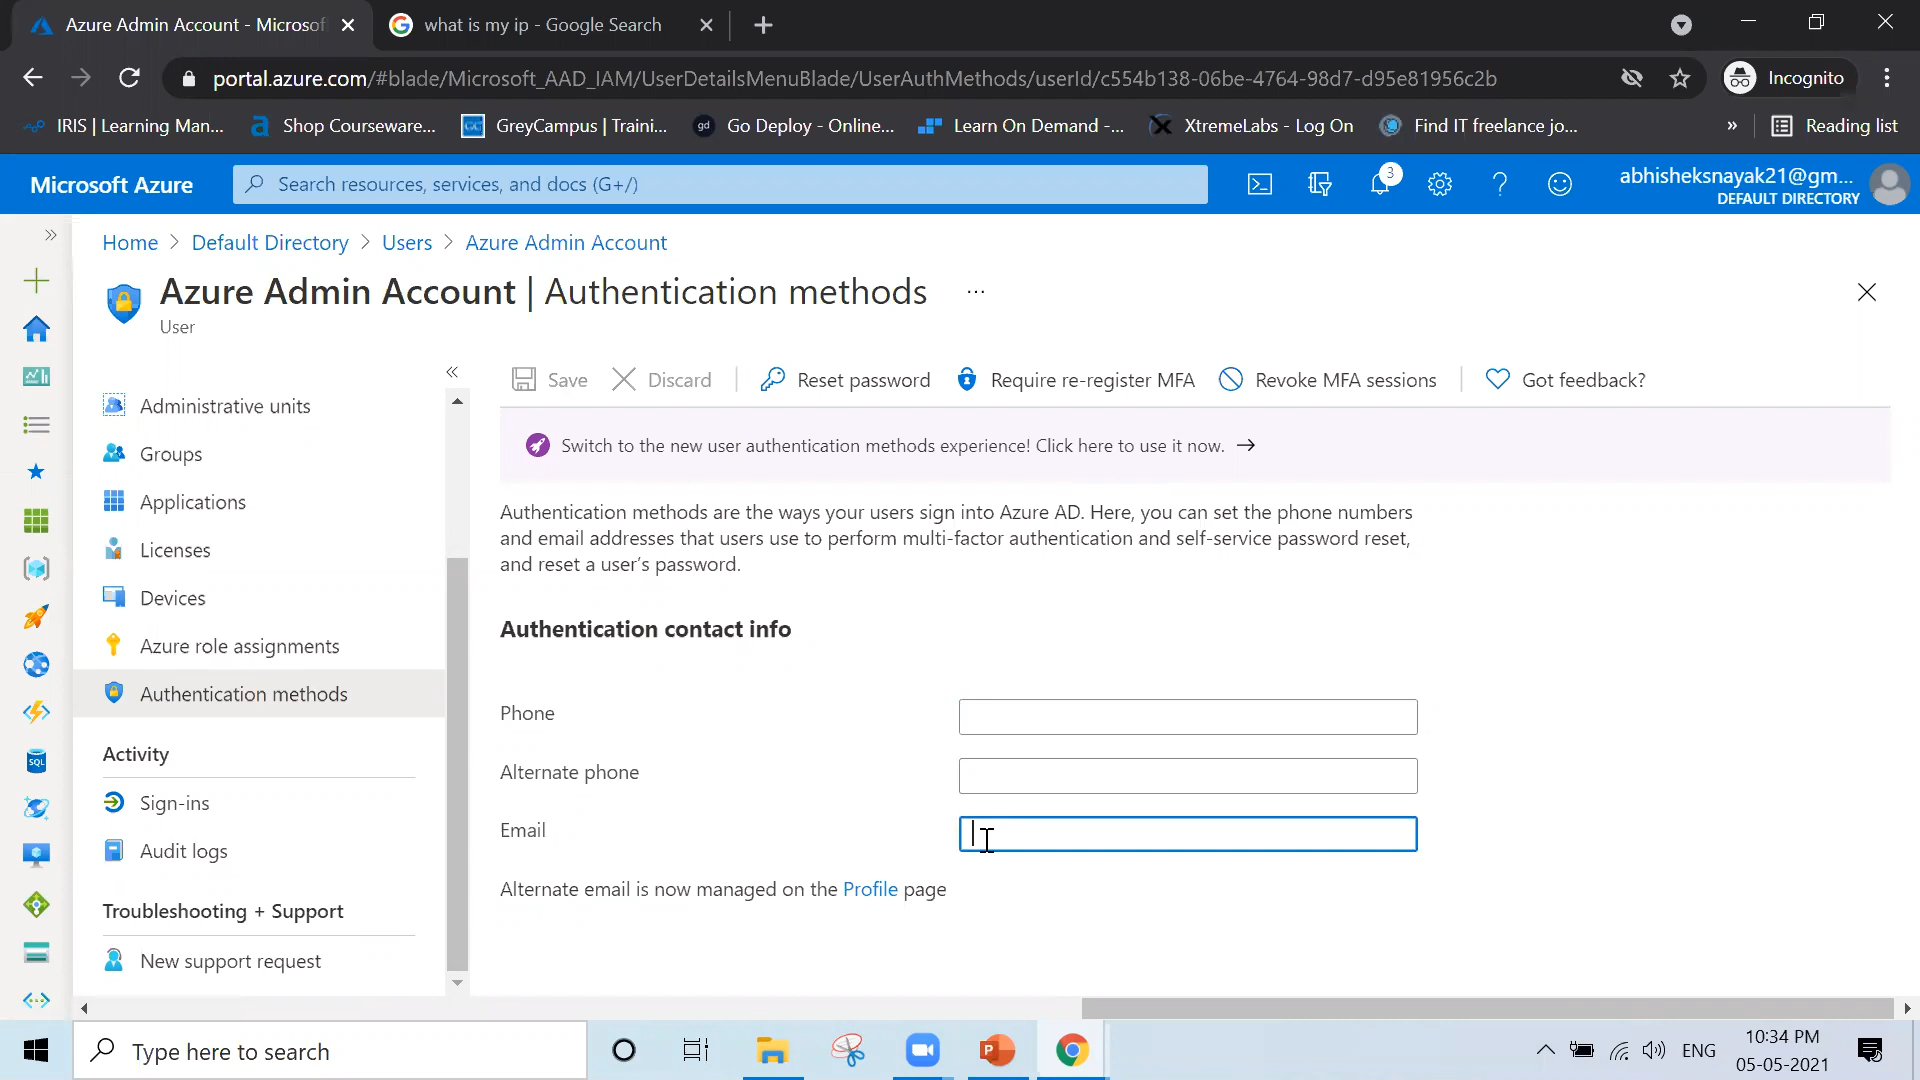 Azure Admin Account - Microsof
what is my ip - Google Search
portal.azure.com/#blade/Microsoft_AAD_IAM/UserDetailsMenuBlade/UserAuthMethods/userId/c554b138-06be-4764-98d7-d95e81956c2b
Incognito
IRIS | Learning Man...
Shop Courseware...
GreyCampus | Traini...
Go Deploy - Online...
Learn On Demand -...
XtremeLabs - Log On
Find IT freelance jo...
»
Reading list
Microsoft Azure
Search resources, services, and docs (G+/)
3
abhisheksnayak21@gm...
DEFAULT DIRECTORY
Home > Default Directory > Users > Azure Admin Account
Azure Admin Account | Authentication methods ...
User
Save
Discard
Reset password
Require re-register MFA
Revoke MFA sessions
Got feedback?
Administrative units
Groups
Applications
Licenses
Devices
Azure role assignments
Authentication methods
Activity
Sign-ins
Audit logs
Troubleshooting + Support
New support request
Switch to the new user authentication methods experience! Click here to use it now. →
Authentication methods are the ways your users sign into Azure AD. Here, you can set the phone numbers
and email addresses that users use to perform multi-factor authentication and self-service password reset,
and reset a user's password.
Authentication contact info
Phone
Alternate phone
Email
Alternate email is now managed on the Profile page
SQL
Type here to search
ENG
10:34 PM
05-05-2021